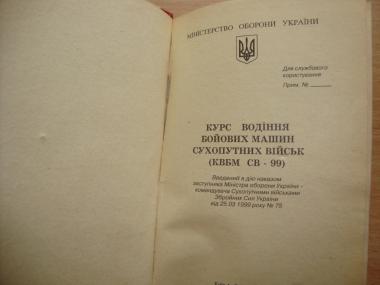 МІНІСТЕРСТВО ОБОРОНИ УКРАЇНИ
Для службового
користування
Прим. №
КУРС ВОДІННЯ
БОЙОВИХ МАШИН
СУХОПУТНИХ ВІЙСЬК
(КВБМ СВ - 99)
Введений в дію наказом
заступника Міністра оборони України -
командувача Сухопутними військами
Збройних Сил України
від 25.03 1999 року № 75